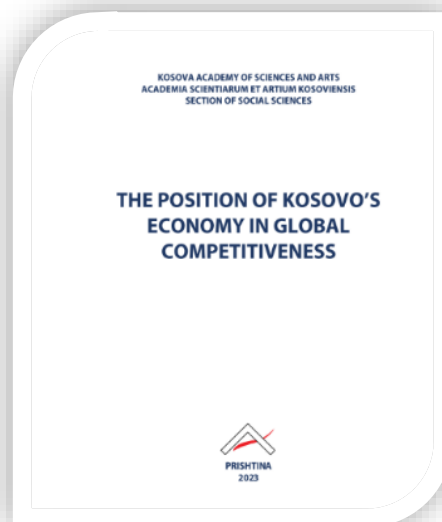 KOSOVA ACADEMY OF SCIENCES AND ARTS
ACADEMIA SCIENTIARUM ET ARTIUM KOSOVIENSIS
SECTION OF SOCIAL SCIENCES
THE POSITION OF KOSOVO'S
ECONOMY IN GLOBAL
COMPETITIVENESS
PRISHTINA
2023